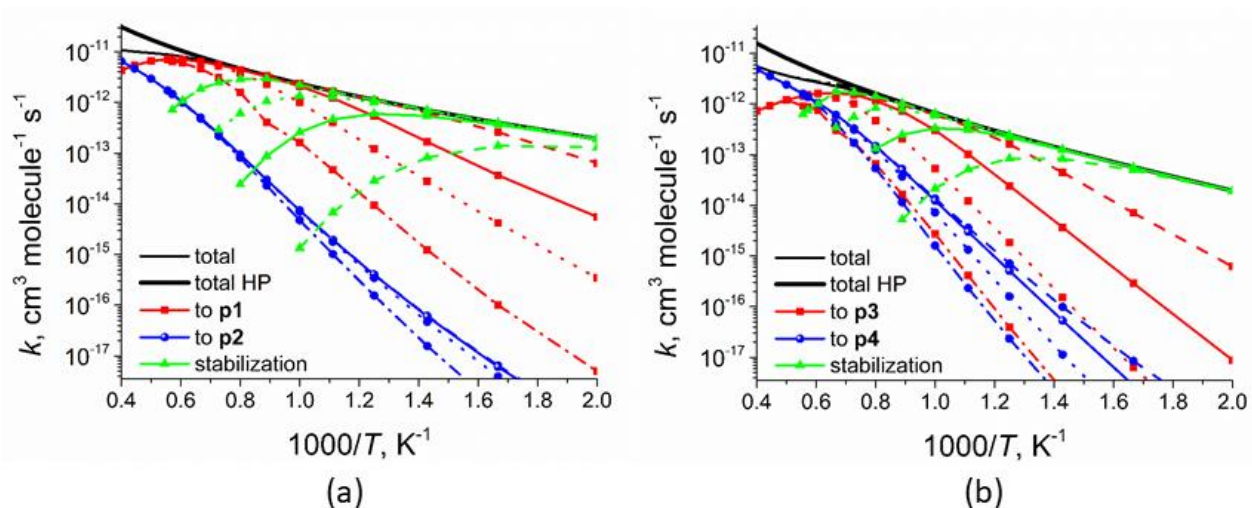 k, cm³ molecule⁻¹ s⁻¹
10⁻¹¹
10⁻¹²
10⁻¹³
10⁻¹⁴
10⁻¹⁵
10⁻¹⁶
10⁻¹⁷
total
total HP
to p1
to p2
stabilization
0.4 0.6 0.8 1.0 1.2 1.4 1.6 1.8 2.0
1000/T, K⁻¹
(a)
k, cm³ molecule⁻¹ s⁻¹
10⁻¹¹
10⁻¹²
10⁻¹³
10⁻¹⁴
10⁻¹⁵
10⁻¹⁶
10⁻¹⁷
total
total HP
to p3
to p4
stabilization
0.4 0.6 0.8 1.0 1.2 1.4 1.6 1.8 2.0
1000/T, K⁻¹
(b)